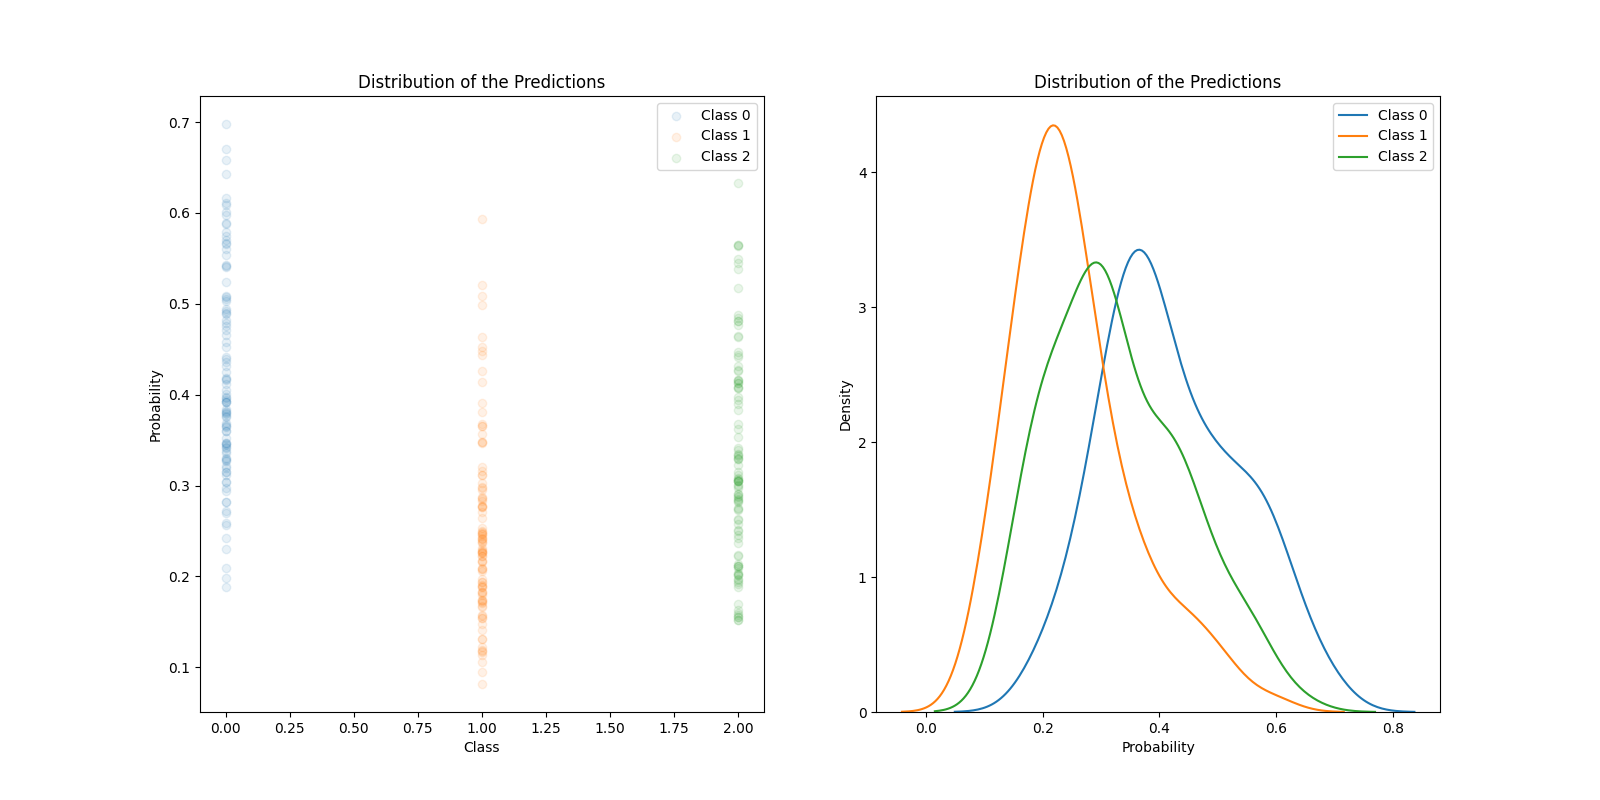 Distribution of the Predictions
Class 0
Class 1
Class 2
0.7
0.6
0.5
0.4
0.3
0.2
0.1
Probability
0.00 0.25 0.50 0.75 1.00 1.25 1.50 1.75 2.00
Class
Distribution of the Predictions
Class 0
Class 1
Class 2
4
3
2
1
0
Density
0.0 0.2 0.4 0.6 0.8
Probability